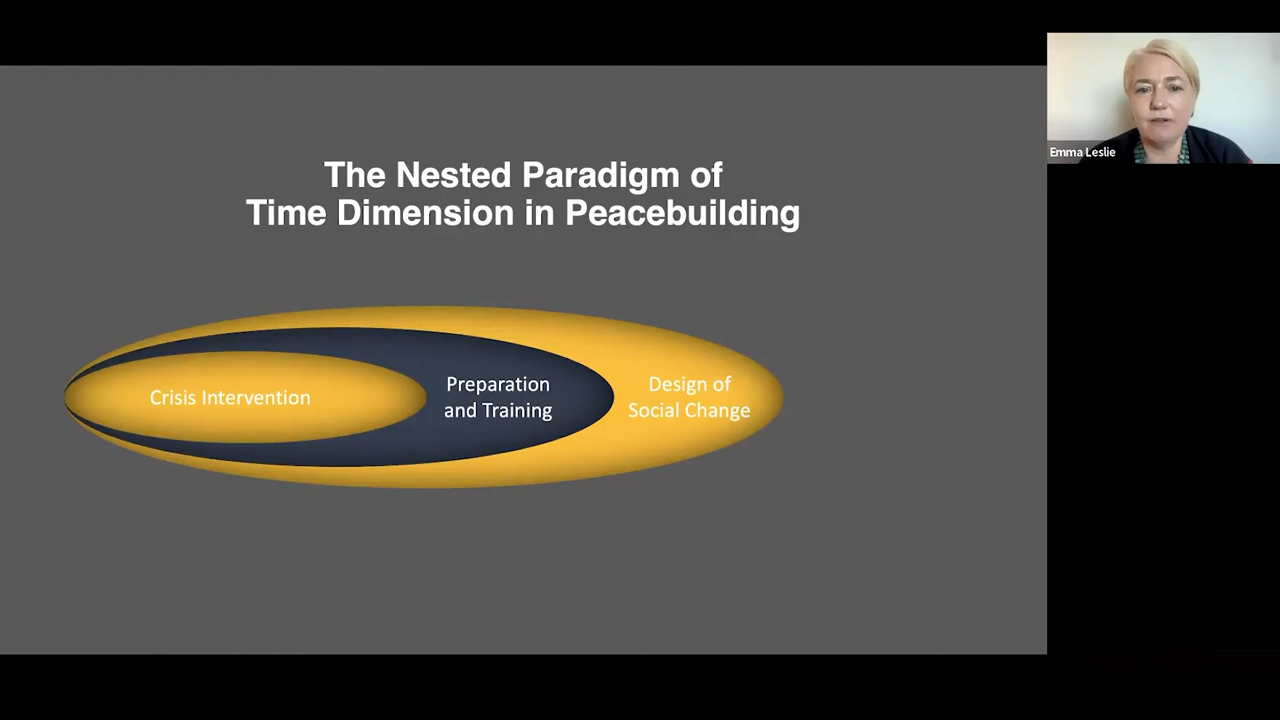 The Nested Paradigm of
Time Dimension in Peacebuilding
Emma Leslie
Crisis Intervention
Preparation
and Training
Design of
Social Change